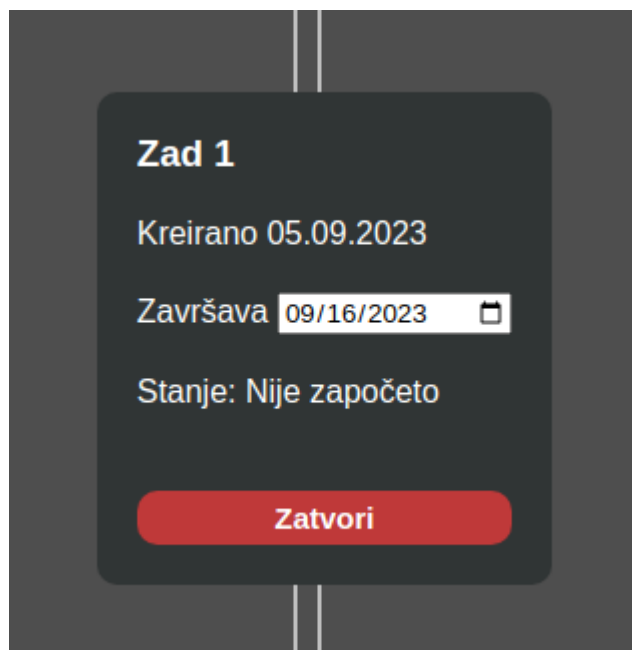 Zad 1
Kreirano 05.09.2023
Završava 09/16/2023
Stanje: Nije započeto
Zatvori